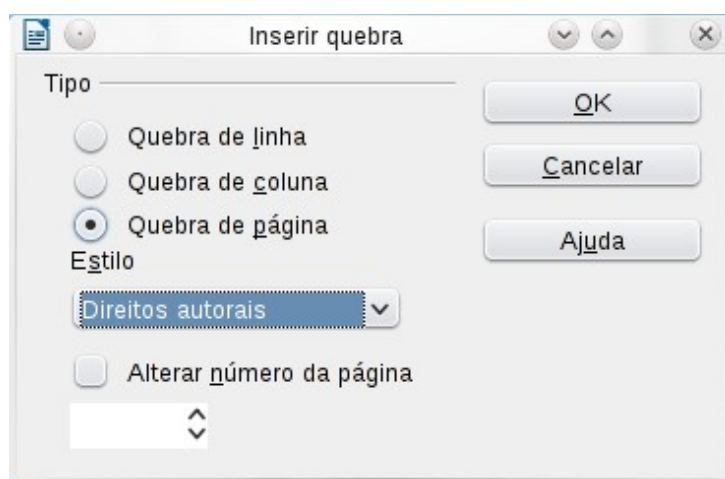 Inserir quebra
Tipo
OK
Quebra de linha
Cancelar
Quebra de coluna
Quebra de página
Ajuda
Estilo
Direitos autorais
Alterar número da página